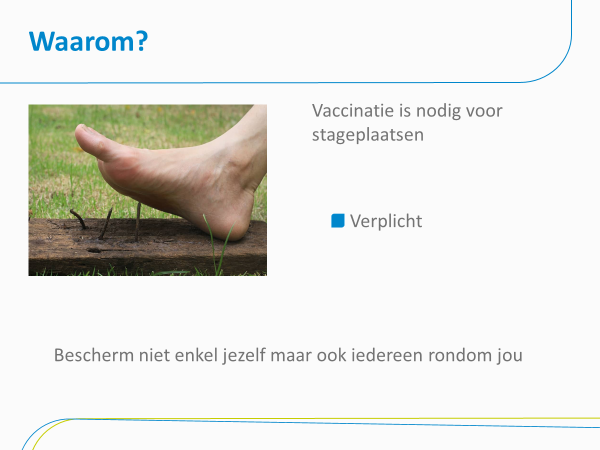 Waarom?
Vaccinatie is nodig voor
stageplaatsen
Verplicht
Bescherm niet enkel jezelf maar ook iedereen rondom jou